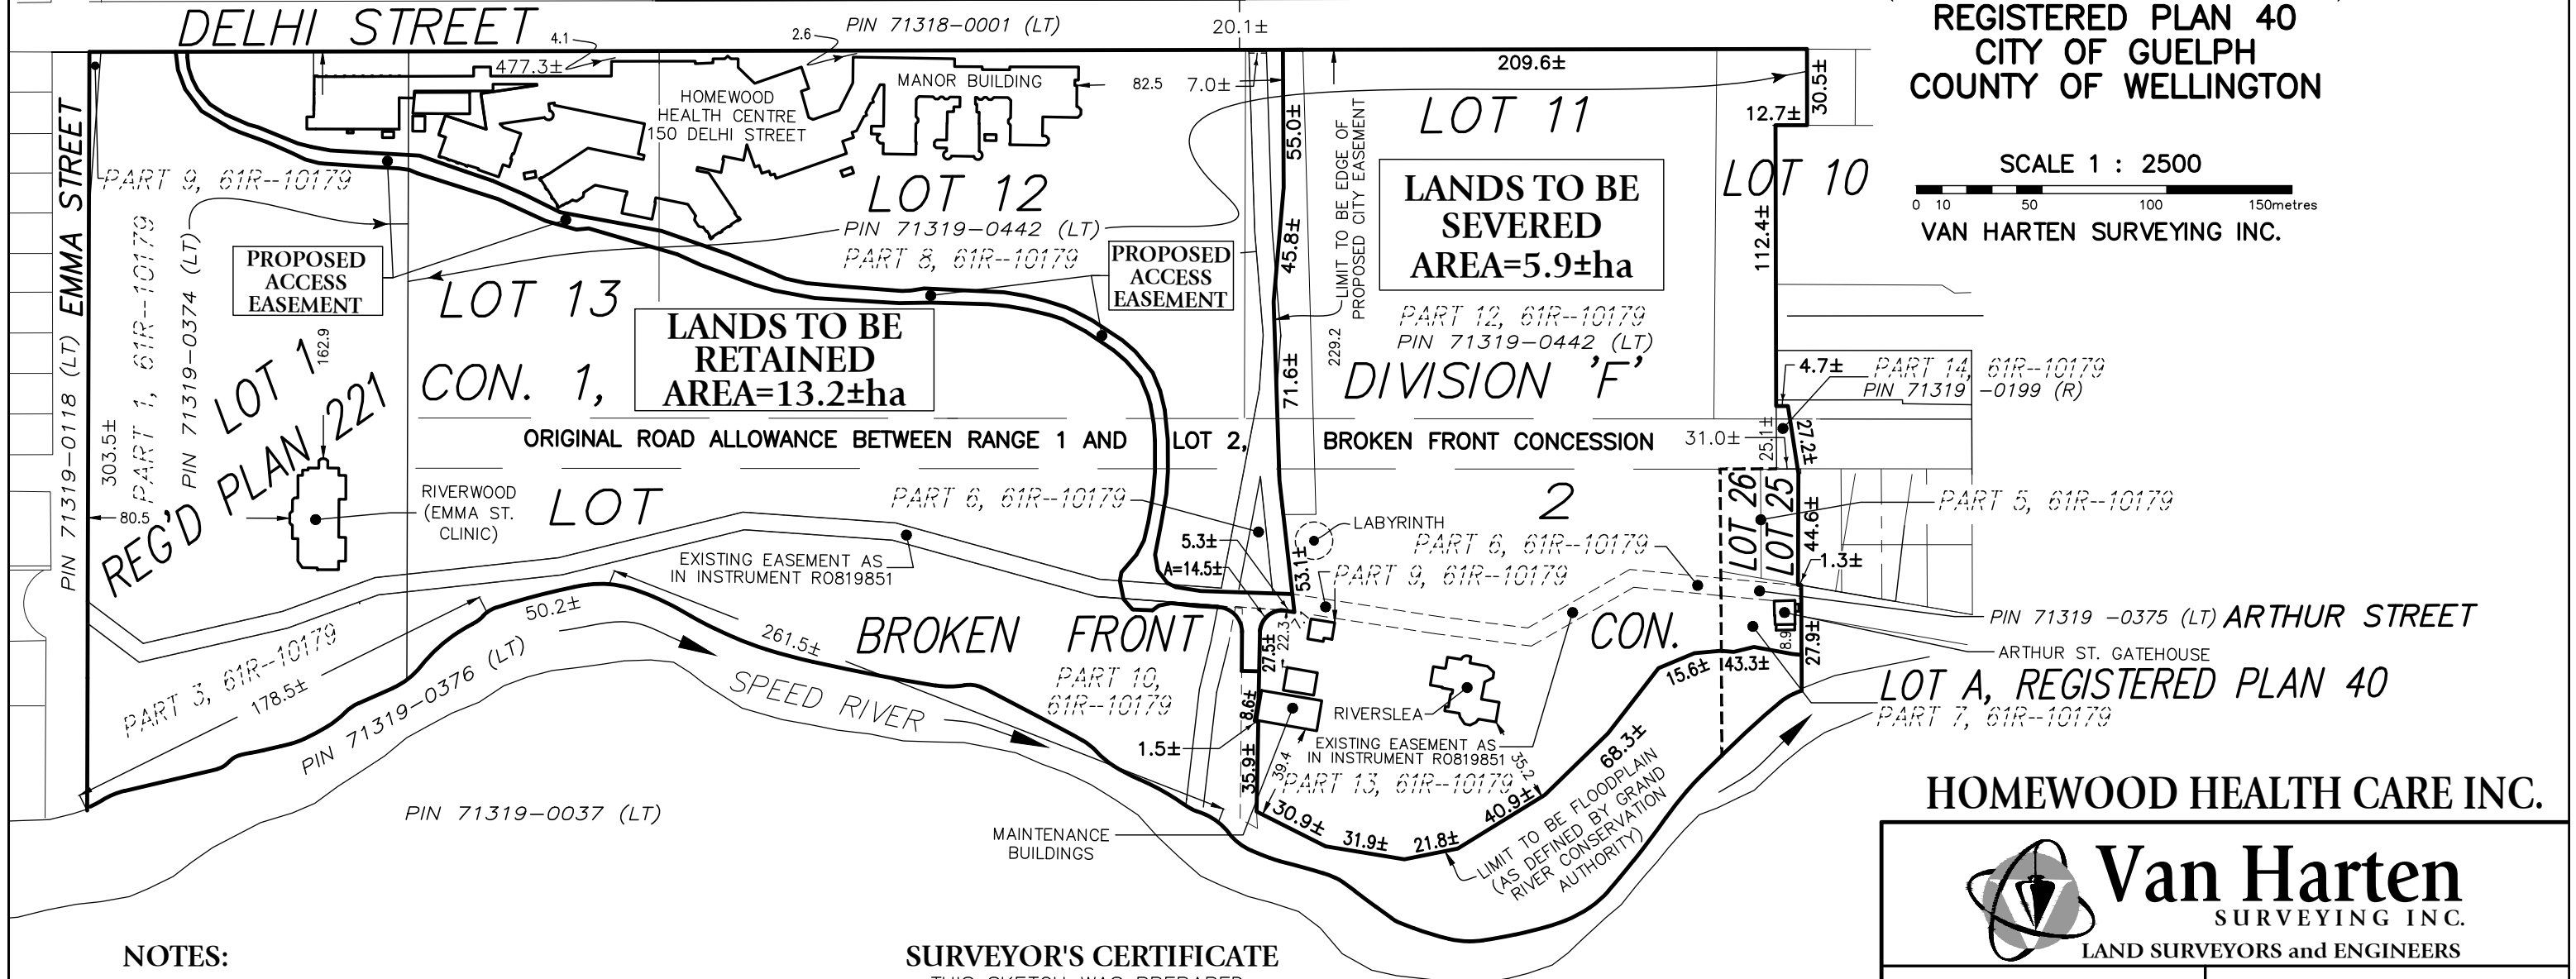 DELHI STREET
4.1
2.6
PIN 71318-0001 (LT)
20.1±
477.3±
MANOR BUILDING
82.5
7.0±
209.6±
30.5±
12.7±
HOMEWOOD
HEALTH CENTRE
150 DELHI STREET
55.0±
LOT 11
LOT 10
REGISTERED PLAN 40
CITY OF GUELPH
COUNTY OF WELLINGTON
SCALE 1 : 2500
0 10 50 100 150metres
VAN HARTEN SURVEYING INC.
EMMA STREET
PIN 71319-0118 (LT)
PART 9, 61R--10179
PART 1, 61R--10179
PIN 71319-0374 (LT)
303.5±
LOT 12
PIN 71319-0442 (LT)
PART 8, 61R--10179
PROPOSED
ACCESS
EASEMENT
PROPOSED
ACCESS
EASEMENT
45.8±
LIMIT TO BE EDGE OF
PROPOSED CITY EASEMENT
229.2
LANDS TO BE
SEVERED
AREA=5.9±ha
112.4±
PART 12, 61R--10179
PIN 71319-0442 (LT)
DIVISION 'F'
LOT 13
CON. 1,
LANDS TO BE
RETAINED
AREA=13.2±ha
71.6±
162.9
LOT 1
REG'D PLAN 221
4.7±
PART 14, 61R--10179
PIN 71319 -0199 (R)
ORIGINAL ROAD ALLOWANCE BETWEEN RANGE 1 AND LOT 2, BROKEN FRONT CONCESSION
31.0±
25.1±
27.2±
80.5
RIVERWOOD
(EMMA ST.
CLINIC)
LOT
PART 6, 61R--10179
2
LOT 26
LOT 25
44.6±
PART 5, 61R--10179
LABYRINTH
PART 6, 61R--10179
5.3±
A=14.5±
53.1±
PART 9, 61R--10179
1.3±
EXISTING EASEMENT AS
IN INSTRUMENT RO819851
50.2±
261.5±
BROKEN FRONT
CON.
PIN 71319 -0375 (LT) ARTHUR STREET
ARTHUR ST. GATEHOUSE
8.9
27.9±
27.5±
22.3
15.6±
43.3±
LOT A, REGISTERED PLAN 40
PART 7, 61R--10179
PART 3, 61R--10179
178.5±
PIN 71319-0376 (LT)
SPEED RIVER
PART 10,
61R--10179
8.6±
1.5±
35.9±
39.4
RIVERSLEA
EXISTING EASEMENT AS
IN INSTRUMENT RO819851
35.2
PART 13, 61R--10179
68.3±
40.9±
30.9±
31.9±
21.8±
LIMIT TO BE FLOODPLAIN
(AS DEFINED BY GRAND
RIVER CONSERVATION
AUTHORITY)
PIN 71319-0037 (LT)
MAINTENANCE
BUILDINGS
HOMEWOOD HEALTH CARE INC.
Van Harten
SURVEYING INC.
LAND SURVEYORS and ENGINEERS
NOTES:
SURVEYOR'S CERTIFICATE